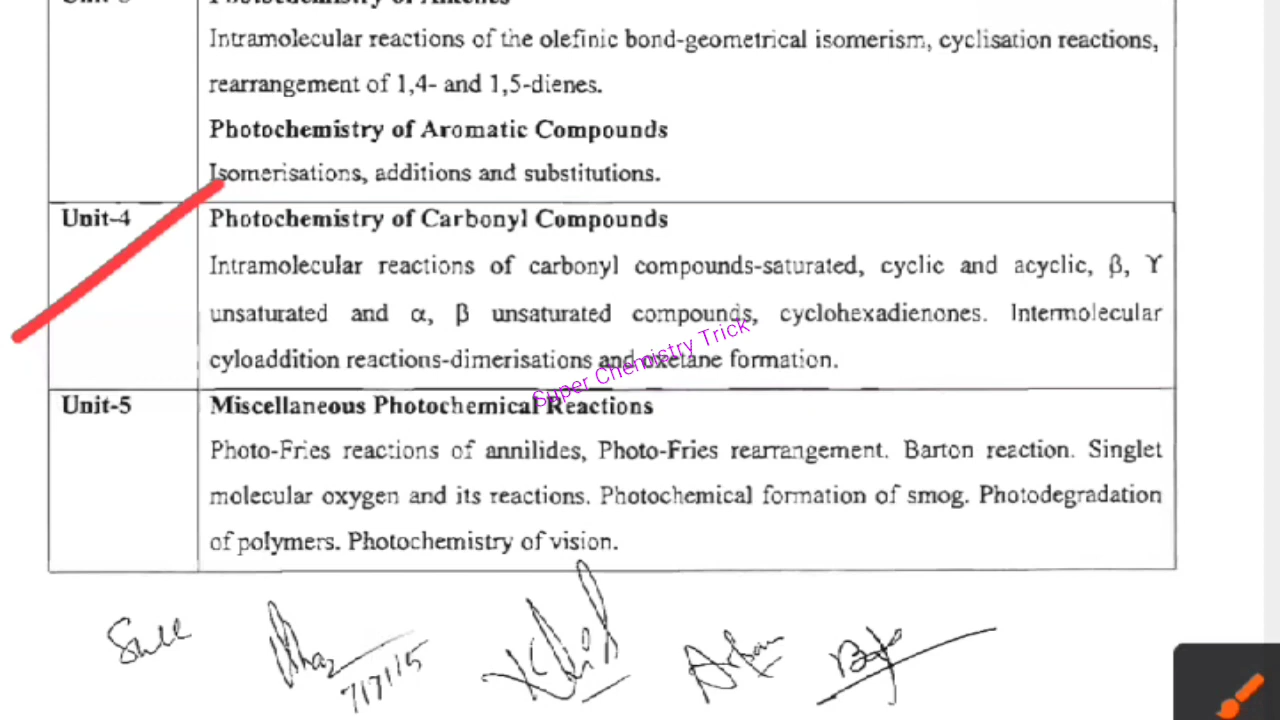 Photochemistry of Alkenes
Intramolecular reactions of the olefinic bond-geometrical isomerism, cyclisation reactions,
rearrangement of 1,4- and 1,5-dienes.
Photochemistry of Aromatic Compounds
Isomerisations, additions and substitutions.
Unit-4
Photochemistry of Carbonyl Compounds
Intramolecular reactions of carbonyl compounds-saturated, cyclic and acyclic, β, ϒ
unsaturated and α, β unsaturated compounds, cyclohexadienones. Intermolecular
cyloaddition reactions-dimerisations and oxetane formation.
Super Chemistry Trick
Unit-5
Miscellaneous Photochemical Reactions
Photo-Fries reactions of annilides, Photo-Fries rearrangement. Barton reaction. Singlet
molecular oxygen and its reactions. Photochemical formation of smog. Photodegradation
of polymers. Photochemistry of vision.
7/7/15